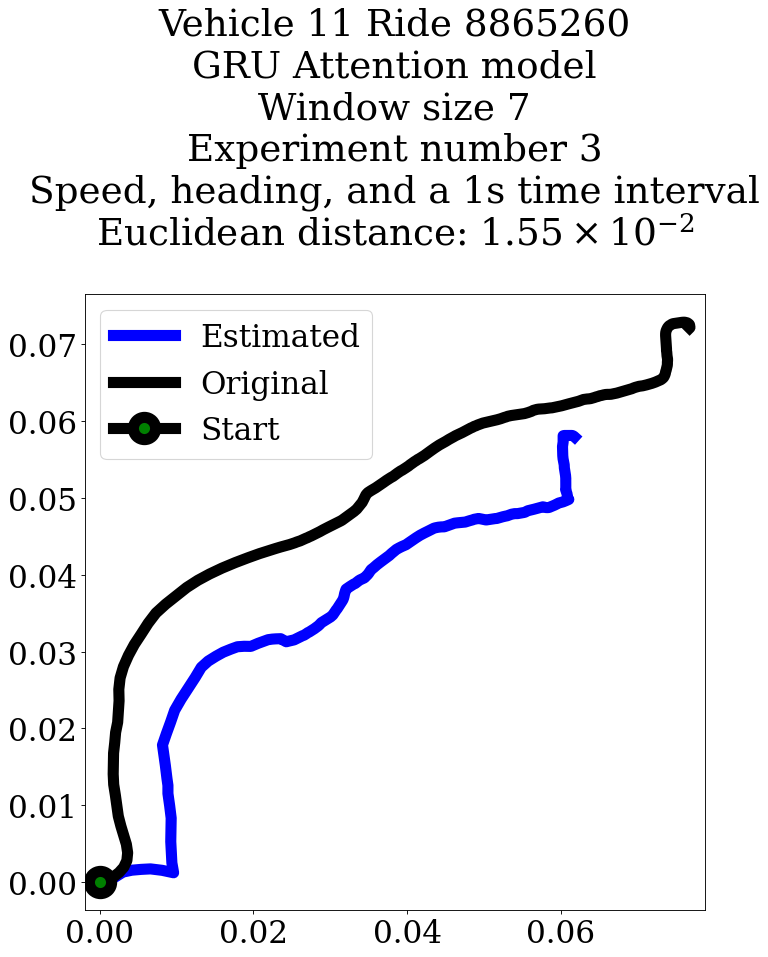 Vehicle 11 Ride 8865260
GRU Attention model
Window size 7
Experiment number 3
Speed, heading, and a 1s time interval
Euclidean distance: 1.55 × 10⁻²
Estimated
Original
Start
0.07
0.06
0.05
0.04
0.03
0.02
0.01
0.00
0.00 0.02 0.04 0.06